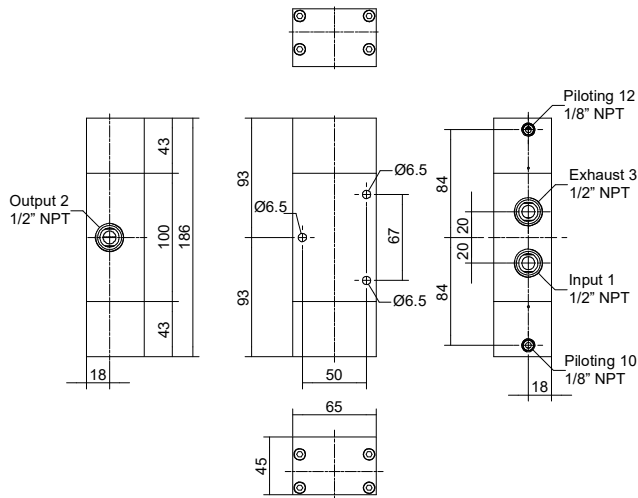 Piloting 12
1/8” NPT
43
93
84
Exhaust 3
1/2” NPT
Ø6.5
Output 2
1/2” NPT
Ø6.5
20
100
186
67
20
Input 1
1/2” NPT
Ø6.5
93
84
43
Piloting 10
1/8” NPT
18
50
18
65
45